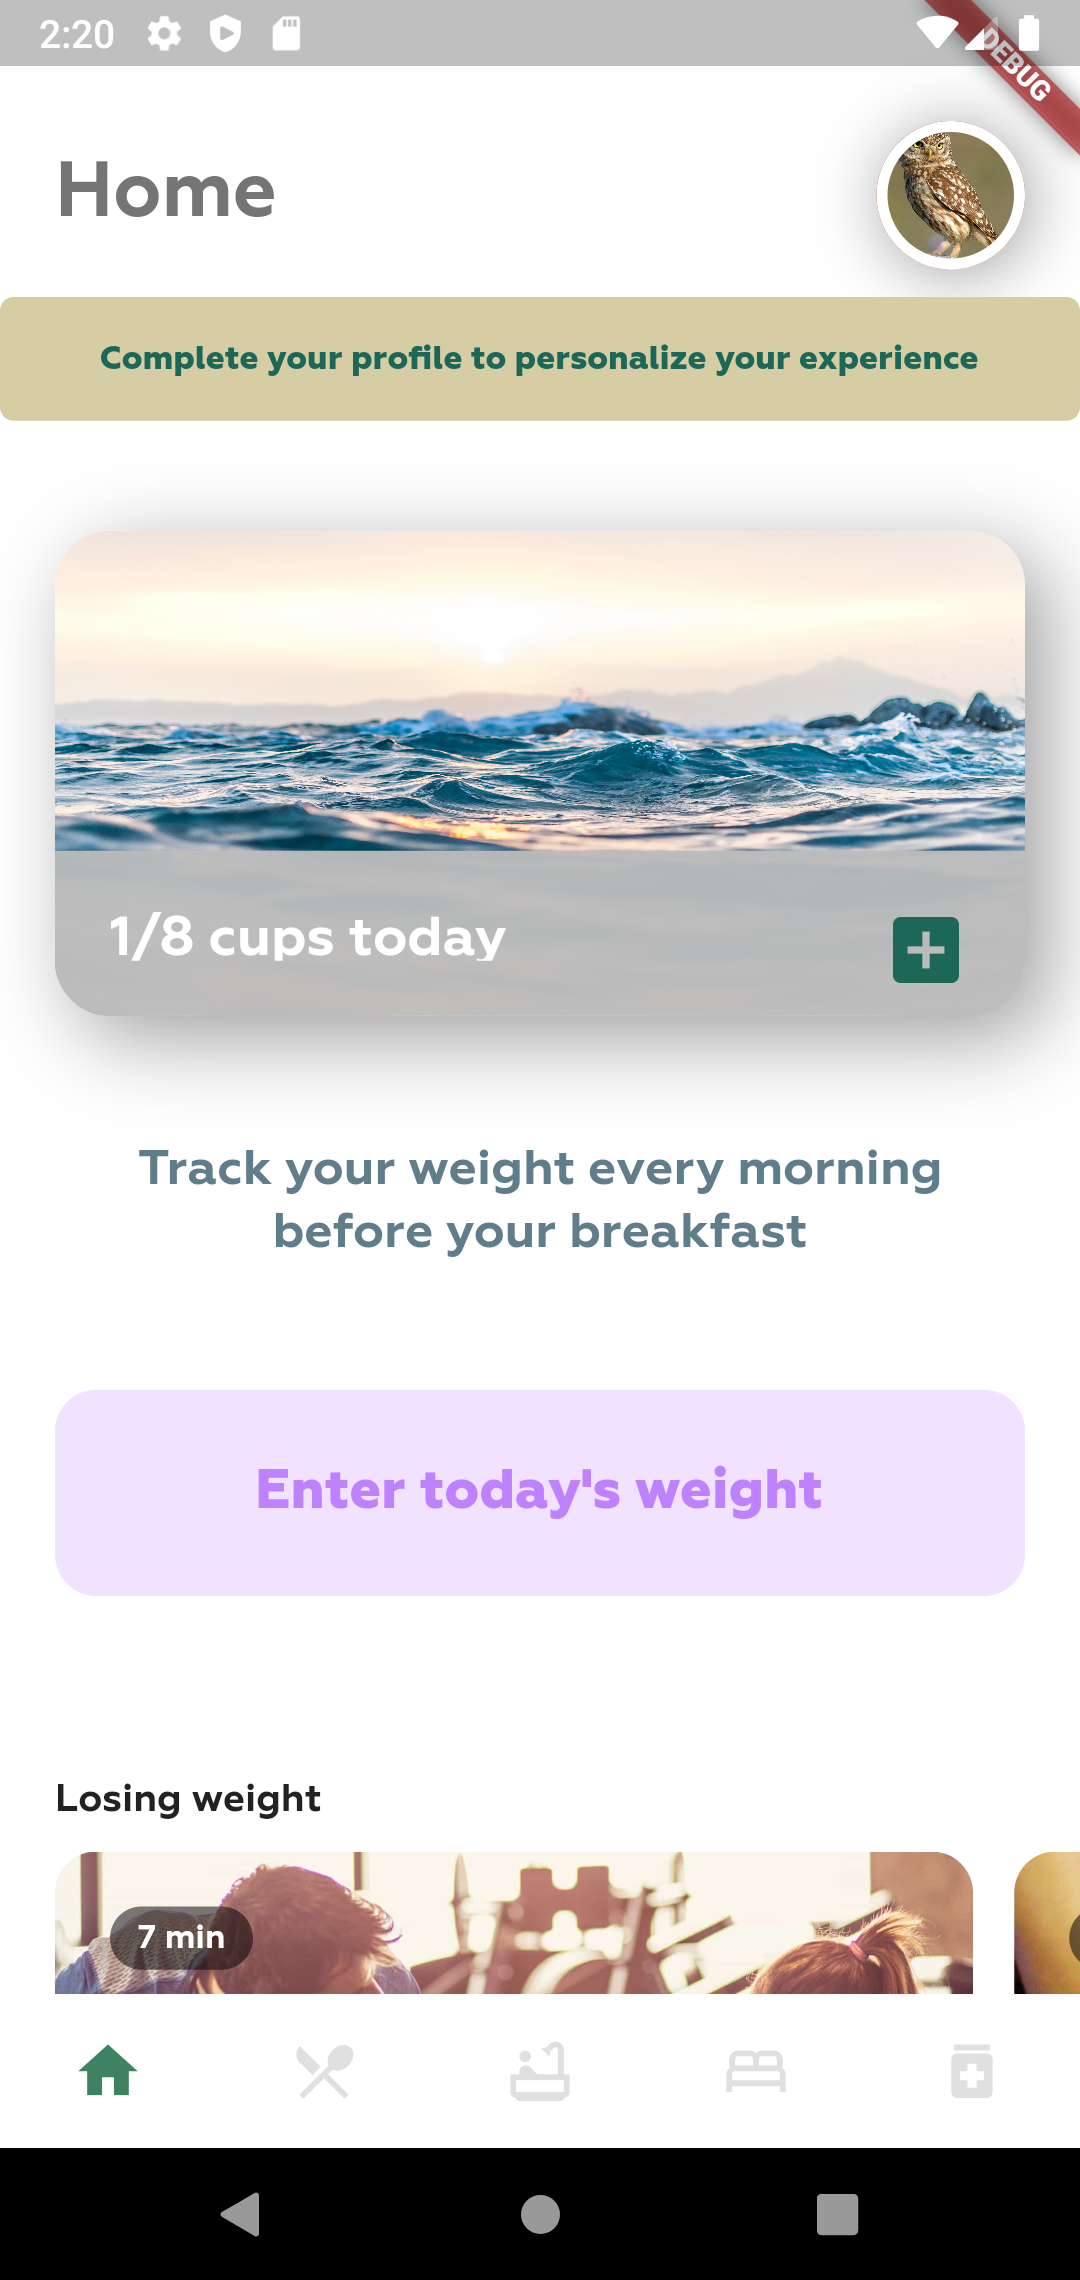 2:20
DEBUG
Home
Complete your profile to personalize your experience
1/8 cups today
Track your weight every morning
before your breakfast
Enter today's weight
Losing weight
7 min